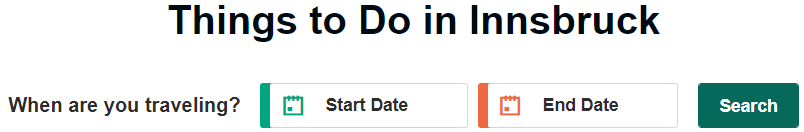 Things to Do in Innsbruck
When are you traveling? Start Date End Date Search